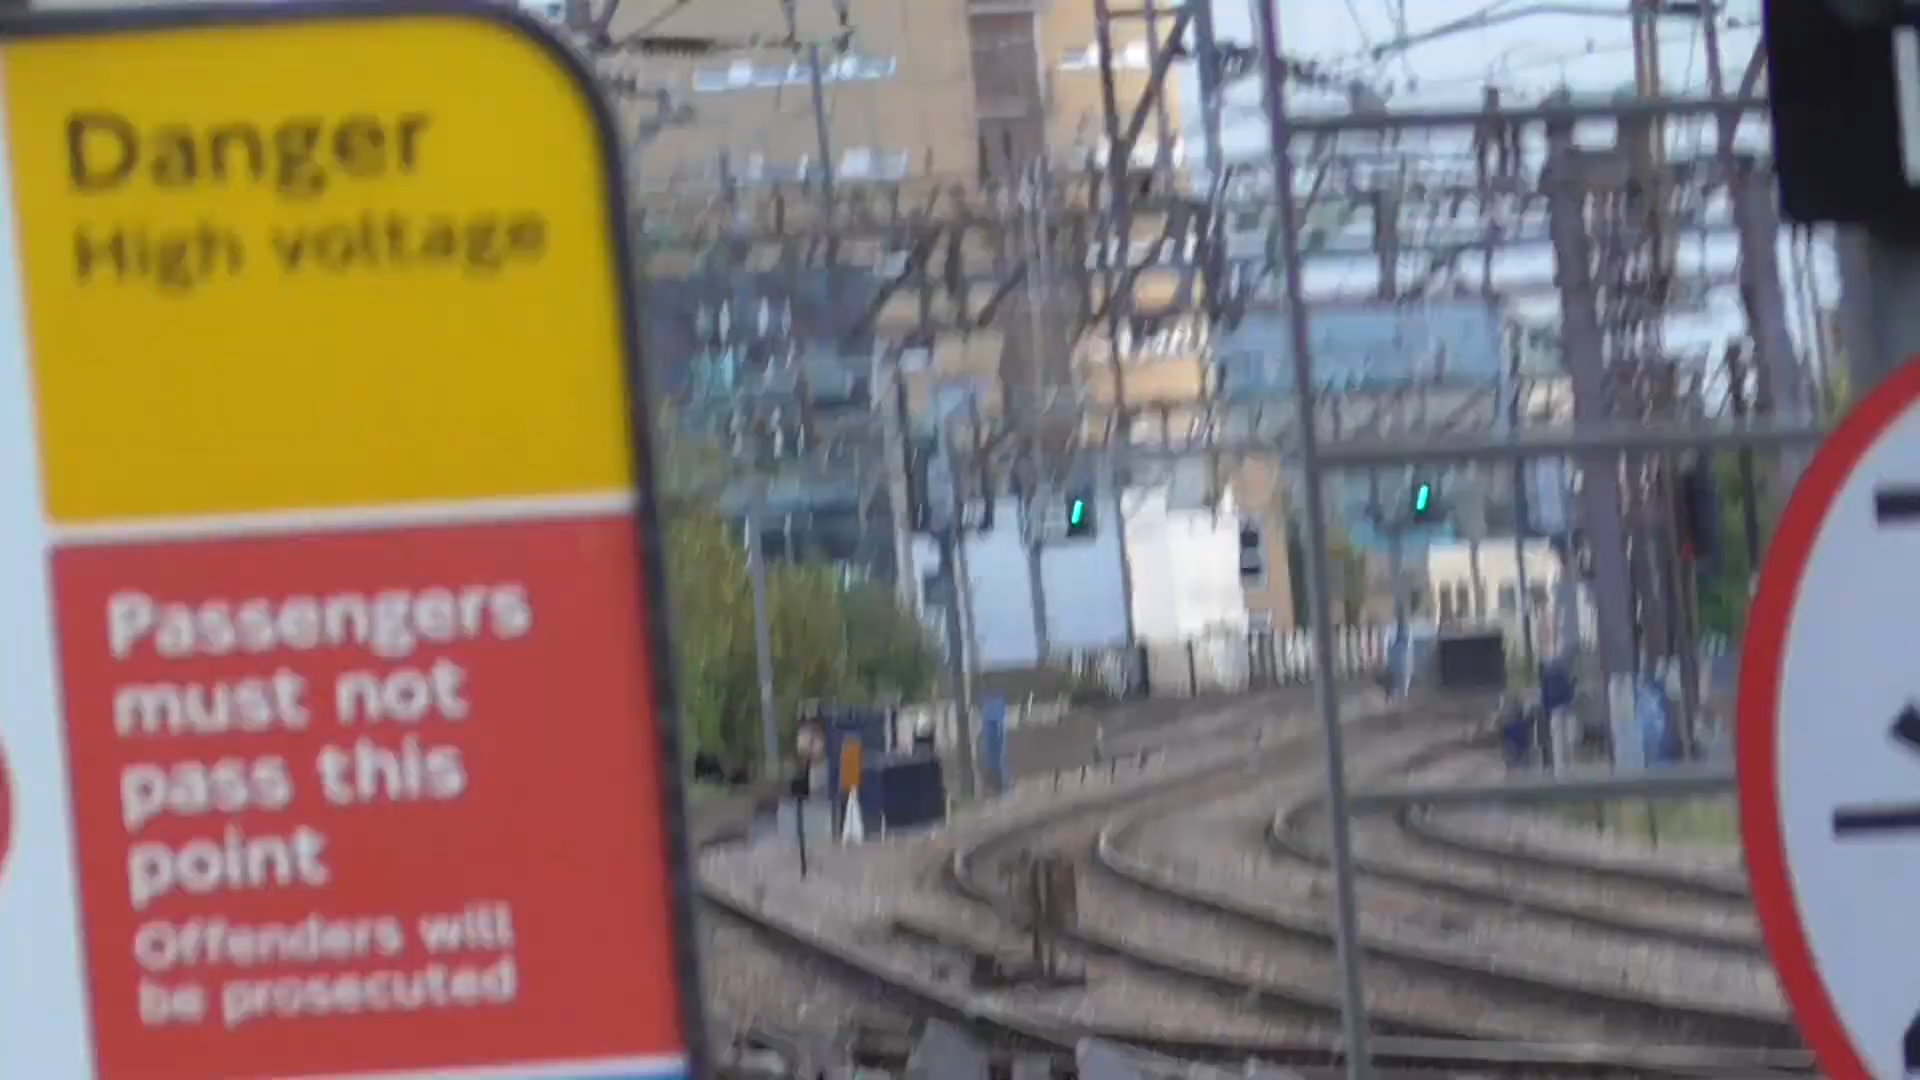 Danger
High voltage
Passengers
must not
pass this
point
Offenders will
be prosecuted